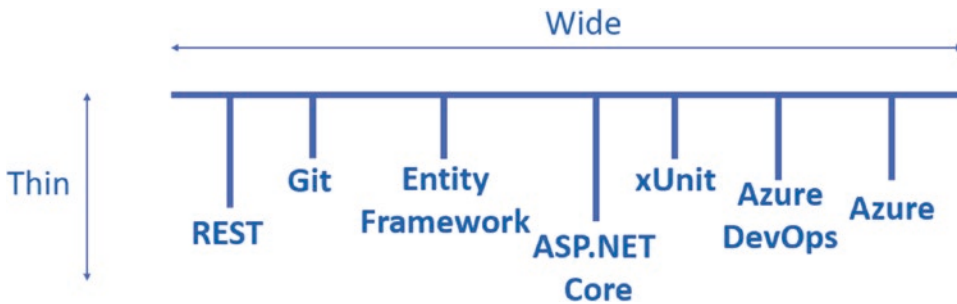 Wide
Thin
REST
Git
Entity
Framework
ASP.NET
Core
xUnit
Azure
DevOps
Azure